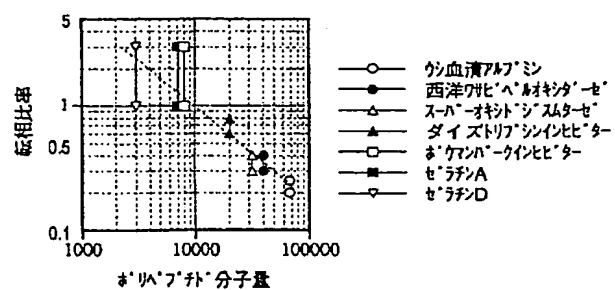 5
1
0.5
0.1
1000 10000 100000
転相比率
ポリペプチド分子量
ウシ血漬アルブミン
西洋ワサビペルオキシダーゼ
スーパーオキシドジスムターゼ
ダイズトリプシンインヒビター
ボウマンバークインヒビター
ゼラチンA
ゼラチンD